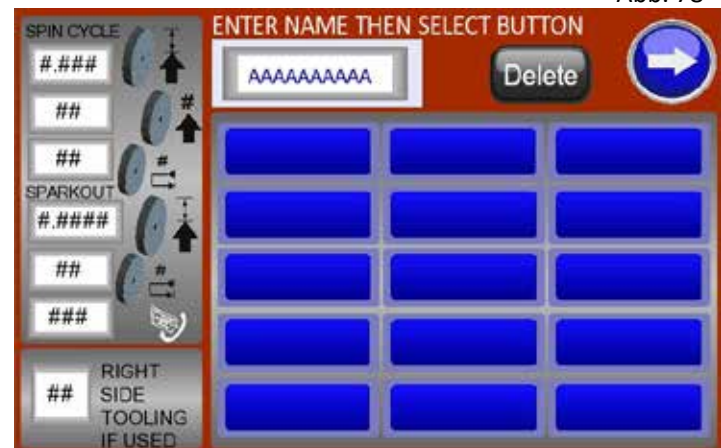 SPIN CYCLE
#.###
##
#
##
#
SPARKOUT
#.####
##
#
###
##
RIGHT
SIDE
TOOLING
IF USED
ENTER NAME THEN SELECT BUTTON
AAAAAAAAAA
Delete